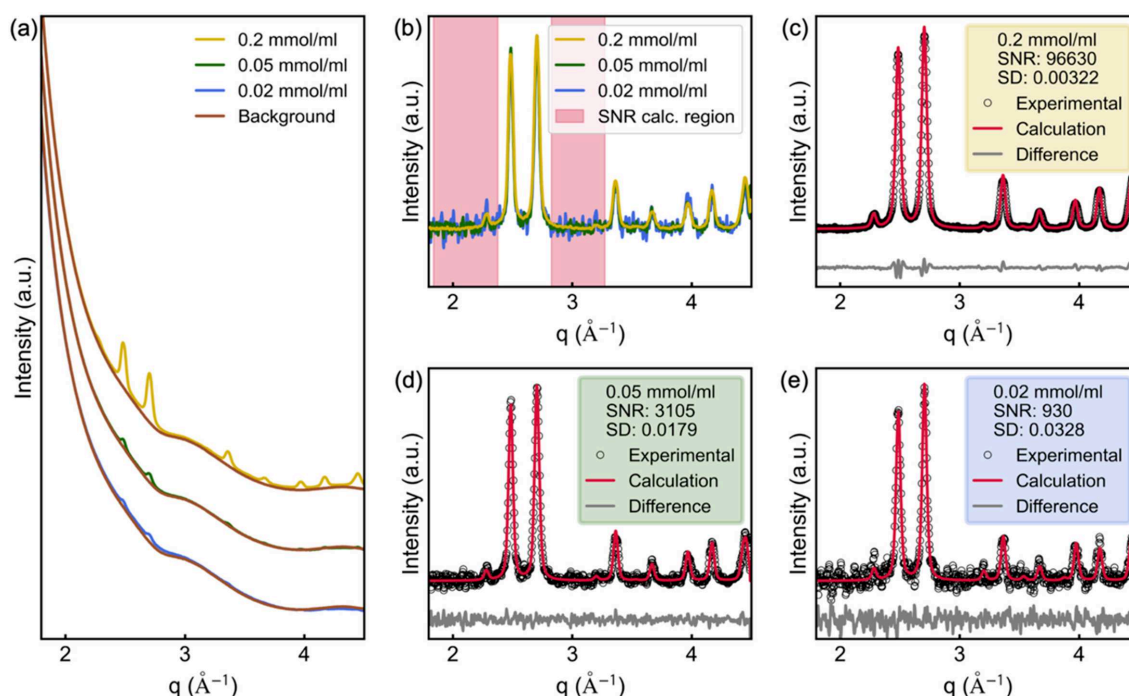 (a)
0.2 mmol/ml
0.05 mmol/ml
0.02 mmol/ml
Background
Intensity (a.u.)
2
3
4
q (Å⁻¹)
(b)
0.2 mmol/ml
0.05 mmol/ml
0.02 mmol/ml
SNR calc. region
Intensity (a.u.)
2
3
4
q (Å⁻¹)
(c)
0.2 mmol/ml
SNR: 96630
SD: 0.00322
Experimental
Calculation
Difference
Intensity (a.u.)
2
3
4
q (Å⁻¹)
(d)
0.05 mmol/ml
SNR: 3105
SD: 0.0179
Experimental
Calculation
Difference
Intensity (a.u.)
2
3
4
q (Å⁻¹)
(e)
0.02 mmol/ml
SNR: 930
SD: 0.0328
Experimental
Calculation
Difference
Intensity (a.u.)
2
3
4
q (Å⁻¹)